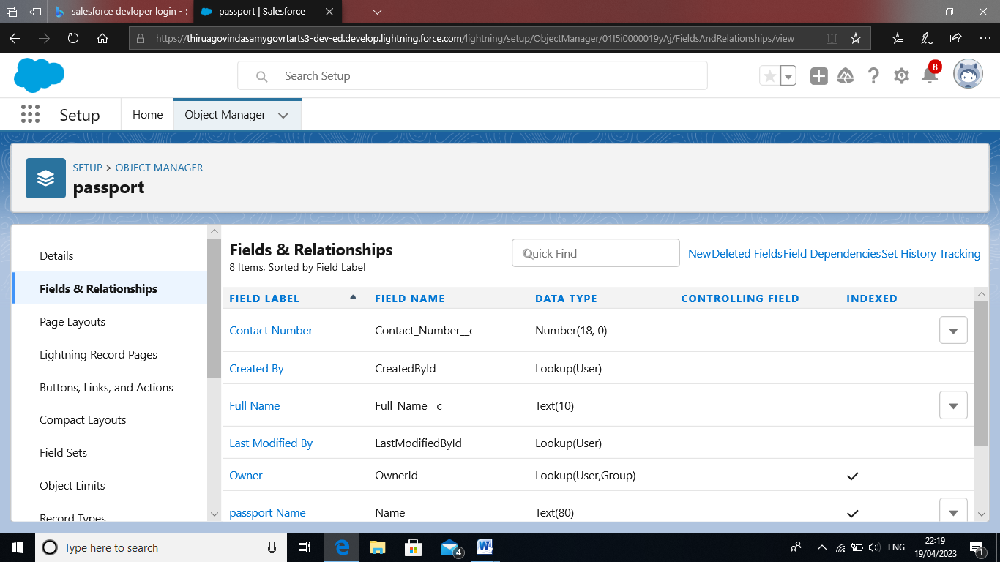 salesforce devloper login - S
passport | Salesforce
https://thiruagovindasamygovrtarts3-dev-ed.develop.lightning.force.com/lightning/setup/ObjectManager/01I5i0000019yAj/FieldsAndRelationships/view
Search Setup
8
Setup
Home
Object Manager
SETUP > OBJECT MANAGER
passport
Details
Fields & Relationships
Page Layouts
Lightning Record Pages
Buttons, Links, and Actions
Compact Layouts
Field Sets
Object Limits
Record Types
Fields & Relationships
8 Items, Sorted by Field Label
Quick Find
New Deleted Fields Field Dependencies Set History Tracking
FIELD LABEL FIELD NAME DATA TYPE CONTROLLING FIELD INDEXED
Contact Number Contact_Number__c Number(18, 0)
Created By CreatedById Lookup(User)
Full Name Full_Name__c Text(10)
Last Modified By LastModifiedById Lookup(User)
Owner OwnerId Lookup(User,Group)
passport Name Name Text(80)
Type here to search
4
ENG
22:19
19/04/2023
1